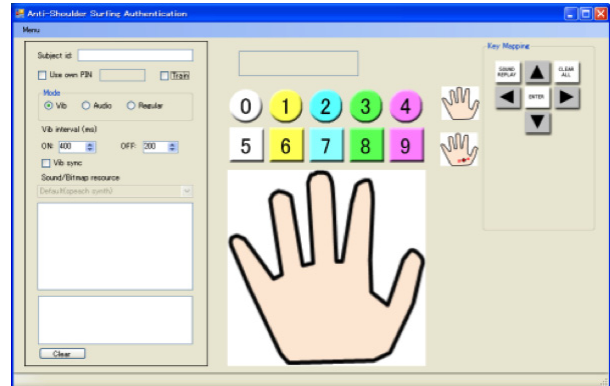 Anti-Shoulder Surfing Authentication
Menu
Subject id
Use own PIN
Train
Mode
Vib
Audio
Regular
Vib interval (ms)
ON: 400
OFF: 200
Vib sync
Sound/Bitmap resource
Default(speach synth)
Clear
0 1 2 3 4
5 6 7 8 9
Key Mapping
SOUND REPLAY
CLEAR ALL
ENTER